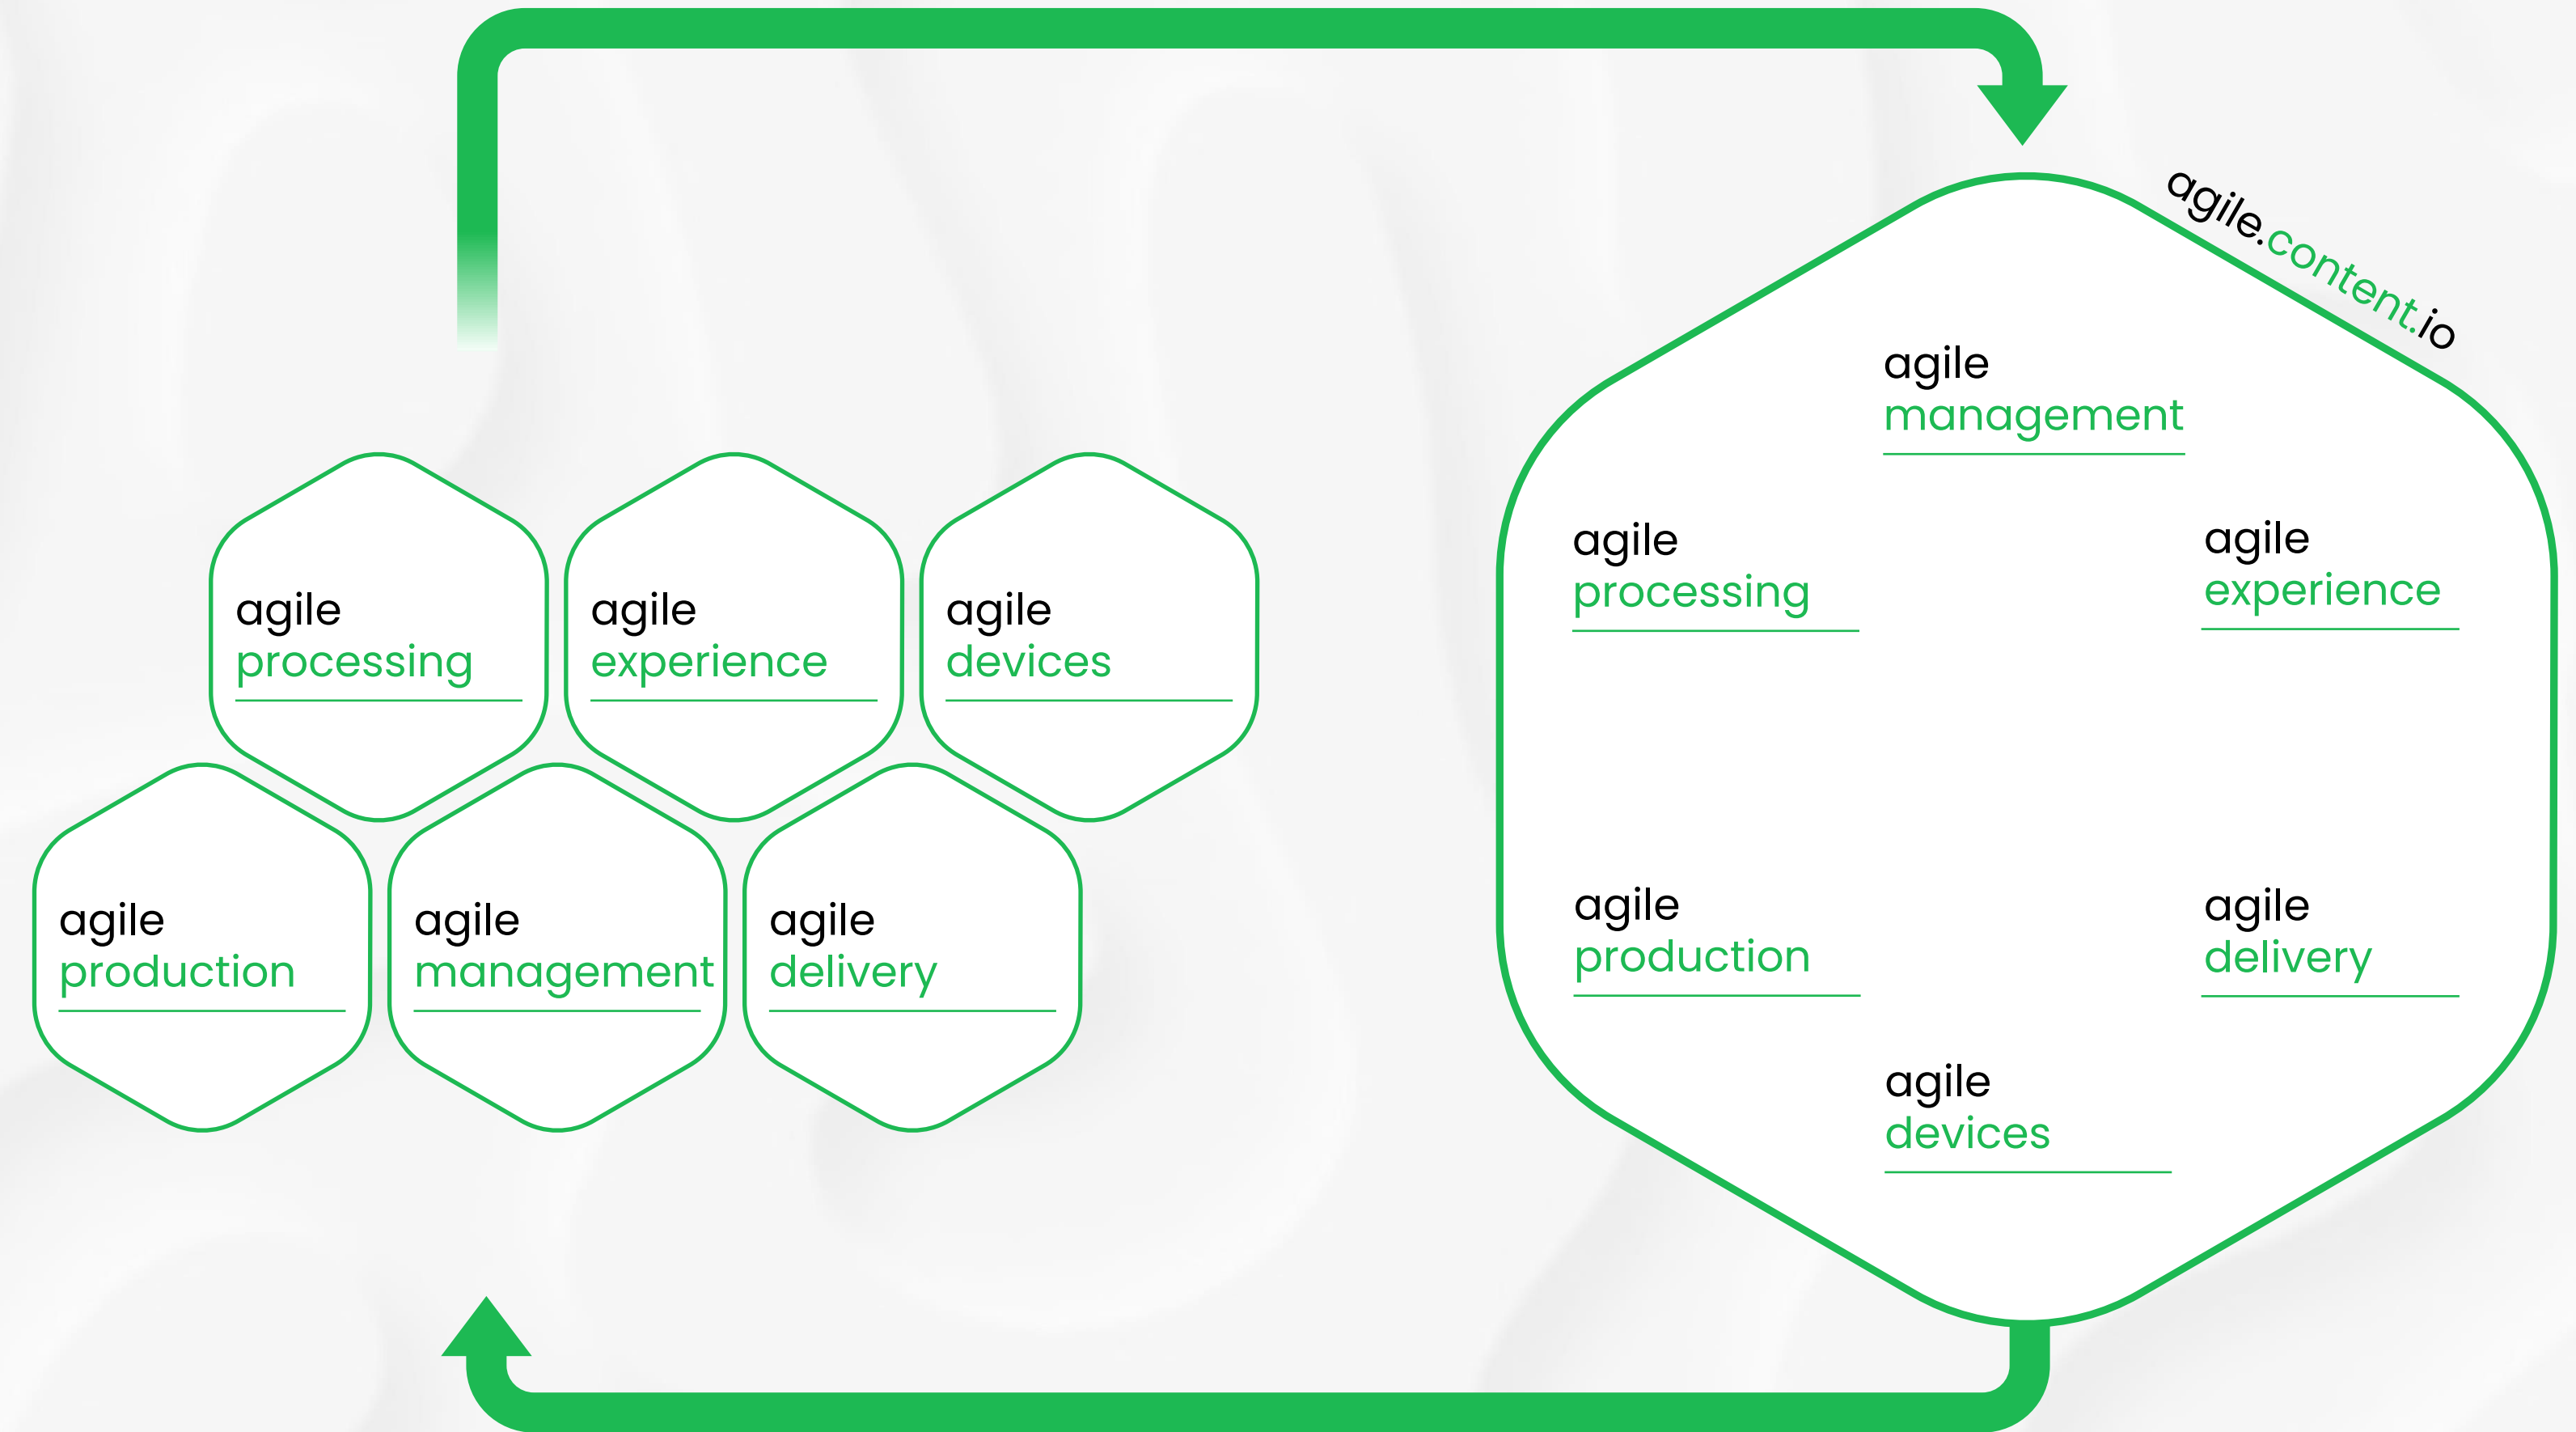 agile
processing
agile
experience
agile
devices
agile
production
agile
management
agile
delivery
agile.content.io
agile
management
agile
processing
agile
experience
agile
production
agile
delivery
agile
devices